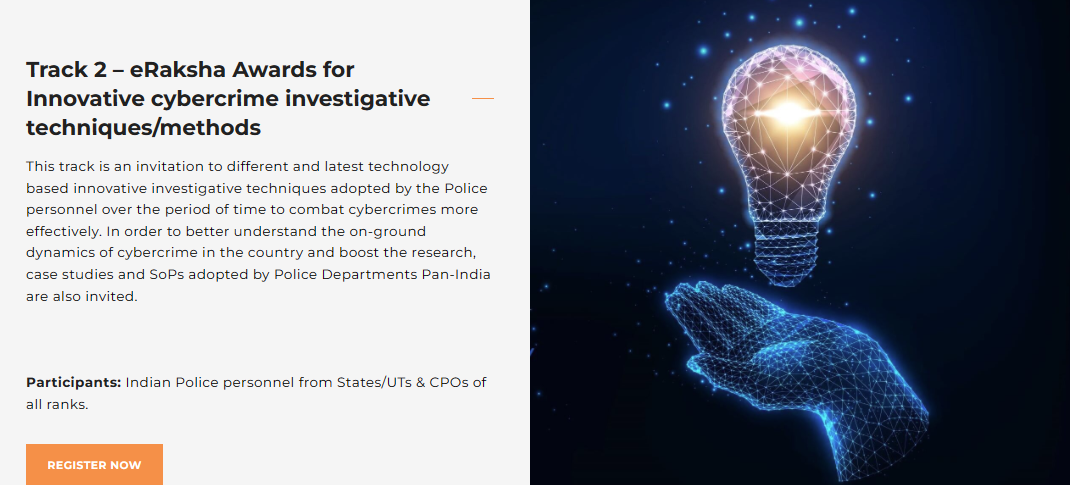 Track 2 – eRaksha Awards for
Innovative cybercrime investigative
techniques/methods
This track is an invitation to different and latest technology
based innovative investigative techniques adopted by the Police
personnel over the period of time to combat cybercrimes more
effectively. In order to better understand the on-ground
dynamics of cybercrime in the country and boost the research,
case studies and SoPs adopted by Police Departments Pan-India
are also invited.
Participants: Indian Police personnel from States/UTs & CPOs of
all ranks.
REGISTER NOW